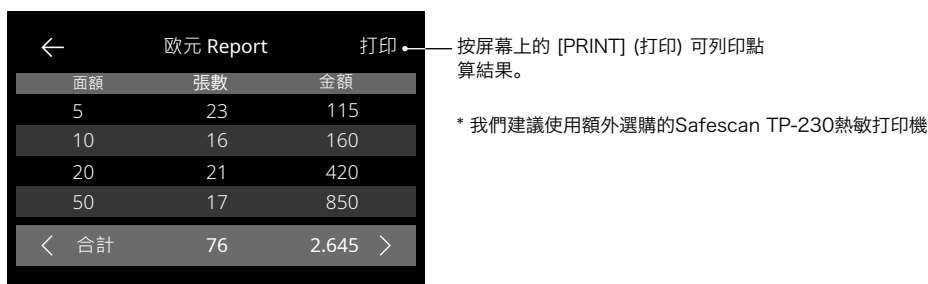 欧元 Report 打印
面額 張數 金額
5 23 115
10 16 160
20 21 420
50 17 850
合計 76 2.645
按屏幕上的 [PRINT] (打印) 可列印點
算結果。
* 我們建議使用額外選購的Safescan TP-230熱敏打印機